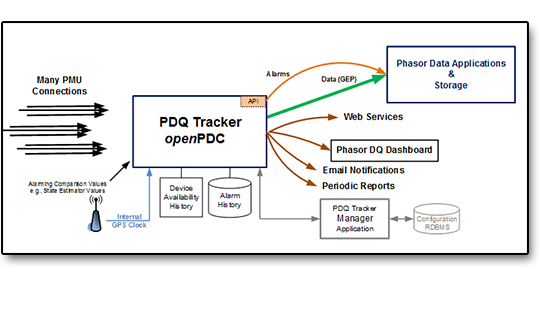 Many PMU
Connections
Alarming Comparison Values
e.g., State Estimator Values
Internal
GPS Clock
API
PDQ Tracker
openPDC
Device
Availability
History
Alarm
History
Alarms
Data (GEP)
Phasor Data Applications
&
Storage
Web Services
Phasor DQ Dashboard
Email Notifications
Periodic Reports
PDQ Tracker
Manager
Application
Configuration
RDBMS